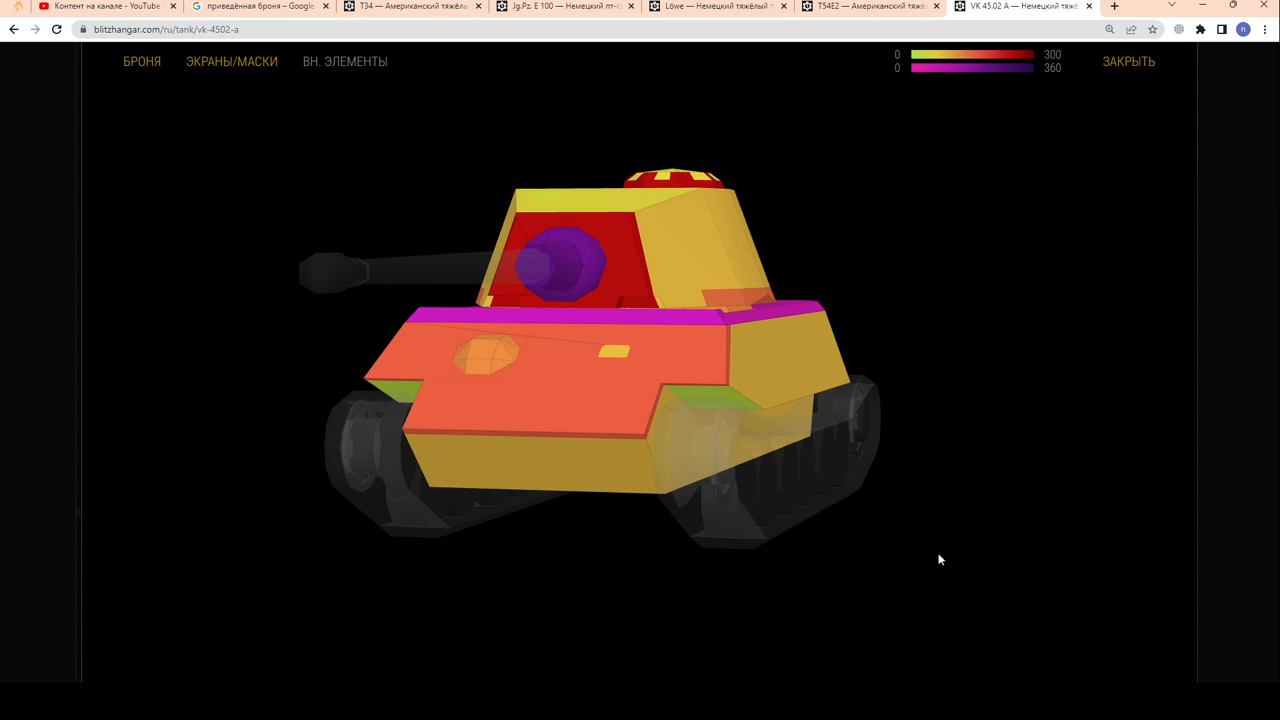 Контент на канале - YouTube
приведённая броня – Google
T34 — Американский тяжёлы
Jg.Pz. E 100 — Немецкий пт-с
Löwe — Немецкий тяжёлый т
T54E2 — Американский тяжё
VK 45.02 A — Немецкий тяжё
blitzhangar.com/ru/tank/vk-4502-a
n
БРОНЯ
ЭКРАНЫ/МАСКИ
ВН. ЭЛЕМЕНТЫ
0 300
0 360
ЗАКРЫТЬ